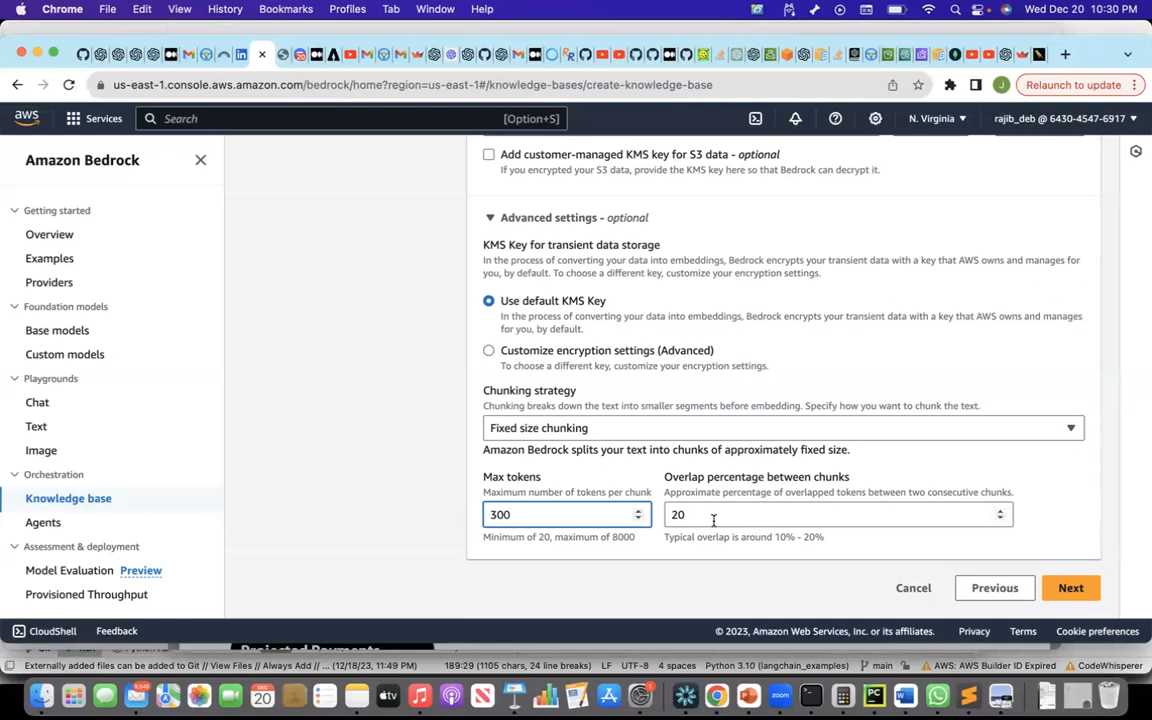 Chrome File Edit View History Bookmarks Profiles Tab Window Help Wed Dec 20 10:30 PM
us-east-1.console.aws.amazon.com/bedrock/home?region=us-east-1#/knowledge-bases/create-knowledge-base Relaunch to update
aws Services Search [Option+S] N. Virginia rajib_deb @ 6430-4547-6917
Amazon Bedrock
Getting started
Overview
Examples
Providers
Foundation models
Base models
Custom models
Playgrounds
Chat
Text
Image
Orchestration
Knowledge base
Agents
Assessment & deployment
Model Evaluation Preview
Provisioned Throughput
Add customer-managed KMS key for S3 data - optional
If you encrypted your S3 data, provide the KMS key here so that Bedrock can decrypt it.
Advanced settings - optional
KMS Key for transient data storage
In the process of converting your data into embeddings, Bedrock encrypts your transient data with a key that AWS owns and manages for
you, by default. To choose a different key, customize your encryption settings.
Use default KMS Key
In the process of converting your data into embeddings, Bedrock encrypts your transient data with a key that AWS owns and manages
for you, by default.
Customize encryption settings (Advanced)
To choose a different key, customize your encryption settings.
Chunking strategy
Chunking breaks down the text into smaller segments before embedding. Specify how you want to chunk the text.
Fixed size chunking
Amazon Bedrock splits your text into chunks of approximately fixed size.
Max tokens Overlap percentage between chunks
Maximum number of tokens per chunk Approximate percentage of overlapped tokens between two consecutive chunks.
300 20
Minimum of 20, maximum of 8000 Typical overlap is around 10% - 20%
Cancel Previous Next
CloudShell Feedback © 2023, Amazon Web Services, Inc. or its affiliates. Privacy Terms Cookie preferences
Externally added files can be added to Git // View Files // Always Add // ... (12/18/23, 11:49 PM) 189:29 (1105 chars, 24 line breaks) LF UTF-8 4 spaces Python 3.10 (langchain_examples) main AWS: AWS Builder ID Expired CodeWhisperer